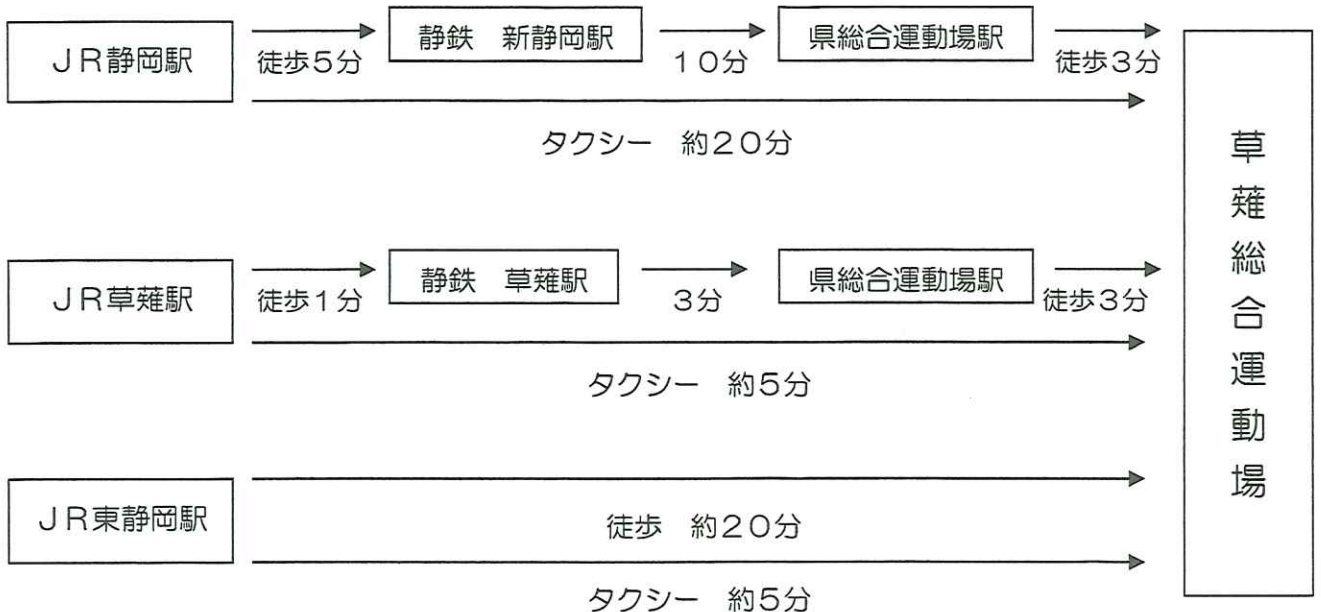 ＪＲ静岡駅
徒歩５分
静鉄　新静岡駅
１０分
県総合運動場駅
徒歩３分
タクシー　約２０分
ＪＲ草薙駅
徒歩１分
静鉄　草薙駅
３分
県総合運動場駅
徒歩３分
タクシー　約５分
ＪＲ東静岡駅
徒歩　約２０分
タクシー　約５分
草薙総合運動場